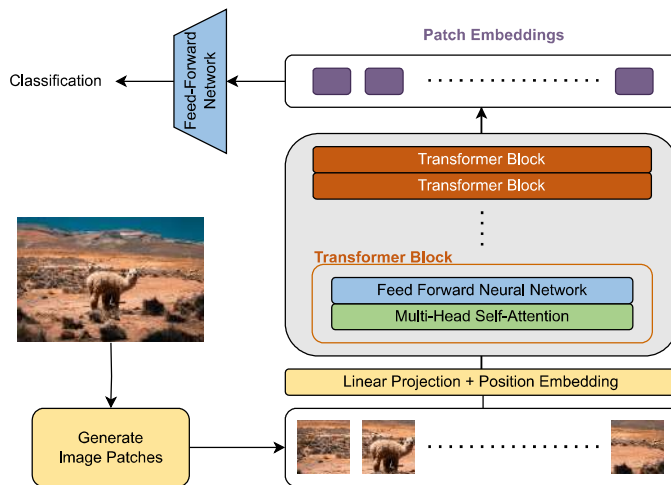 Patch Embeddings
Classification
Feed-Forward
Network
Transformer Block
Transformer Block
Transformer Block
Feed Forward Neural Network
Multi-Head Self-Attention
Linear Projection + Position Embedding
Generate
Image Patches